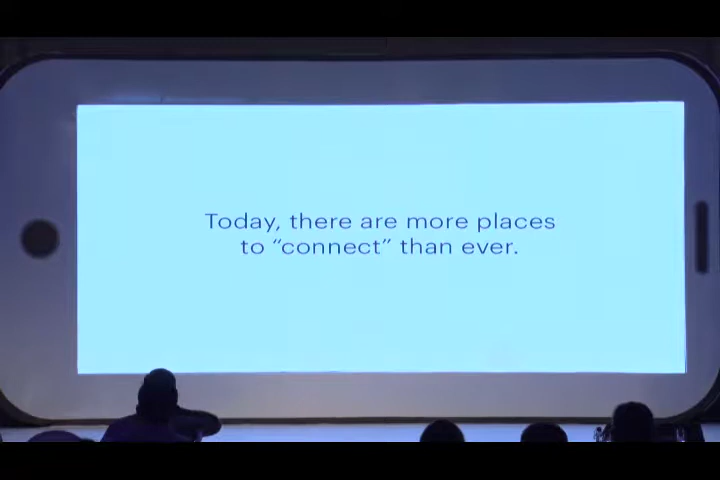 Today, there are more places
to “connect” than ever.